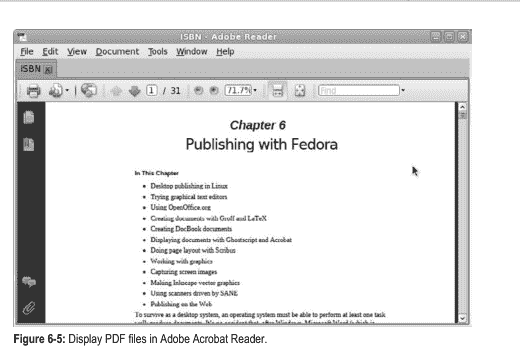 ISBN - Adobe Reader
File Edit View Document Tools Window Help
ISBN
1 / 31 71.7% Find
Chapter 6
Publishing with Fedora
In This Chapter
• Desktop publishing in Linux
• Trying graphical text editors
• Using OpenOffice.org
• Creating documents with Groff and LaTeX
• Creating DocBook documents
• Displaying documents with Ghostscript and Acrobat
• Doing page layout with Scribus
• Working with graphics
• Capturing screen images
• Making Inkscape vector graphics
• Using scanners driven by SANE
• Publishing on the Web
To survive as a desktop system, an operating system must be able to perform at least one task
Figure 6-5: Display PDF files in Adobe Acrobat Reader.